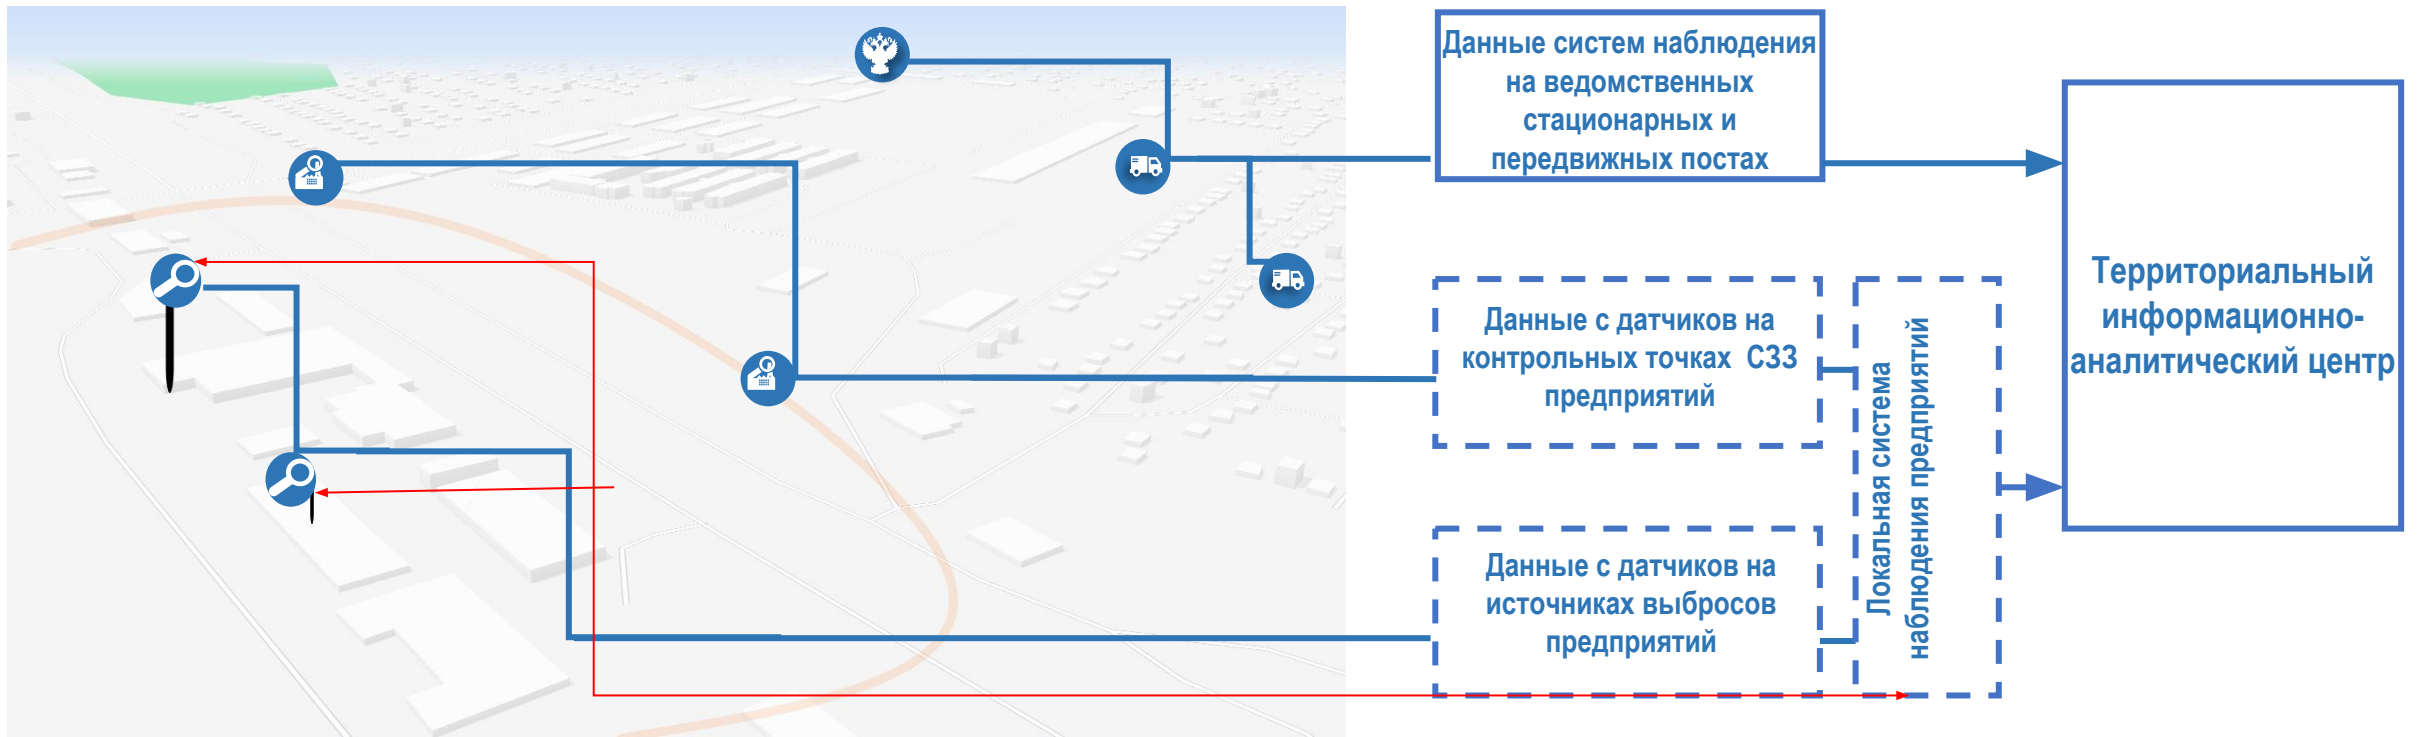 Данные систем наблюдения
на ведомственных
стационарных и
передвижных постах
Данные с датчиков на
контрольных точках СЗЗ
предприятий
Данные с датчиков на
источниках выбросов
предприятий
Локальная система
наблюдения предприятий
Территориальный
информационно-
аналитический центр